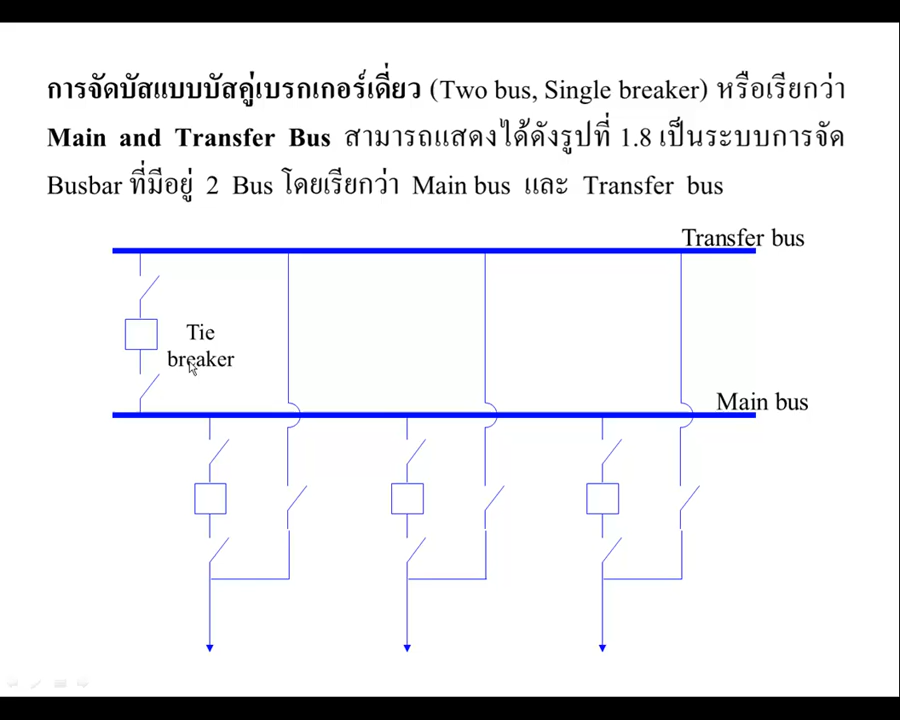 การจัดบัสแบบบัสคู่เบรกเกอร์เดี่ยว (Two bus, Single breaker) หรือเรียกว่า
Main and Transfer Bus สามารถแสดงได้ดังรูปที่ 1.8 เป็นระบบการจัด
Busbar ที่มีอยู่ 2 Bus โดยเรียกว่า Main bus และ Transfer bus
Transfer bus
Tie
breaker
Main bus